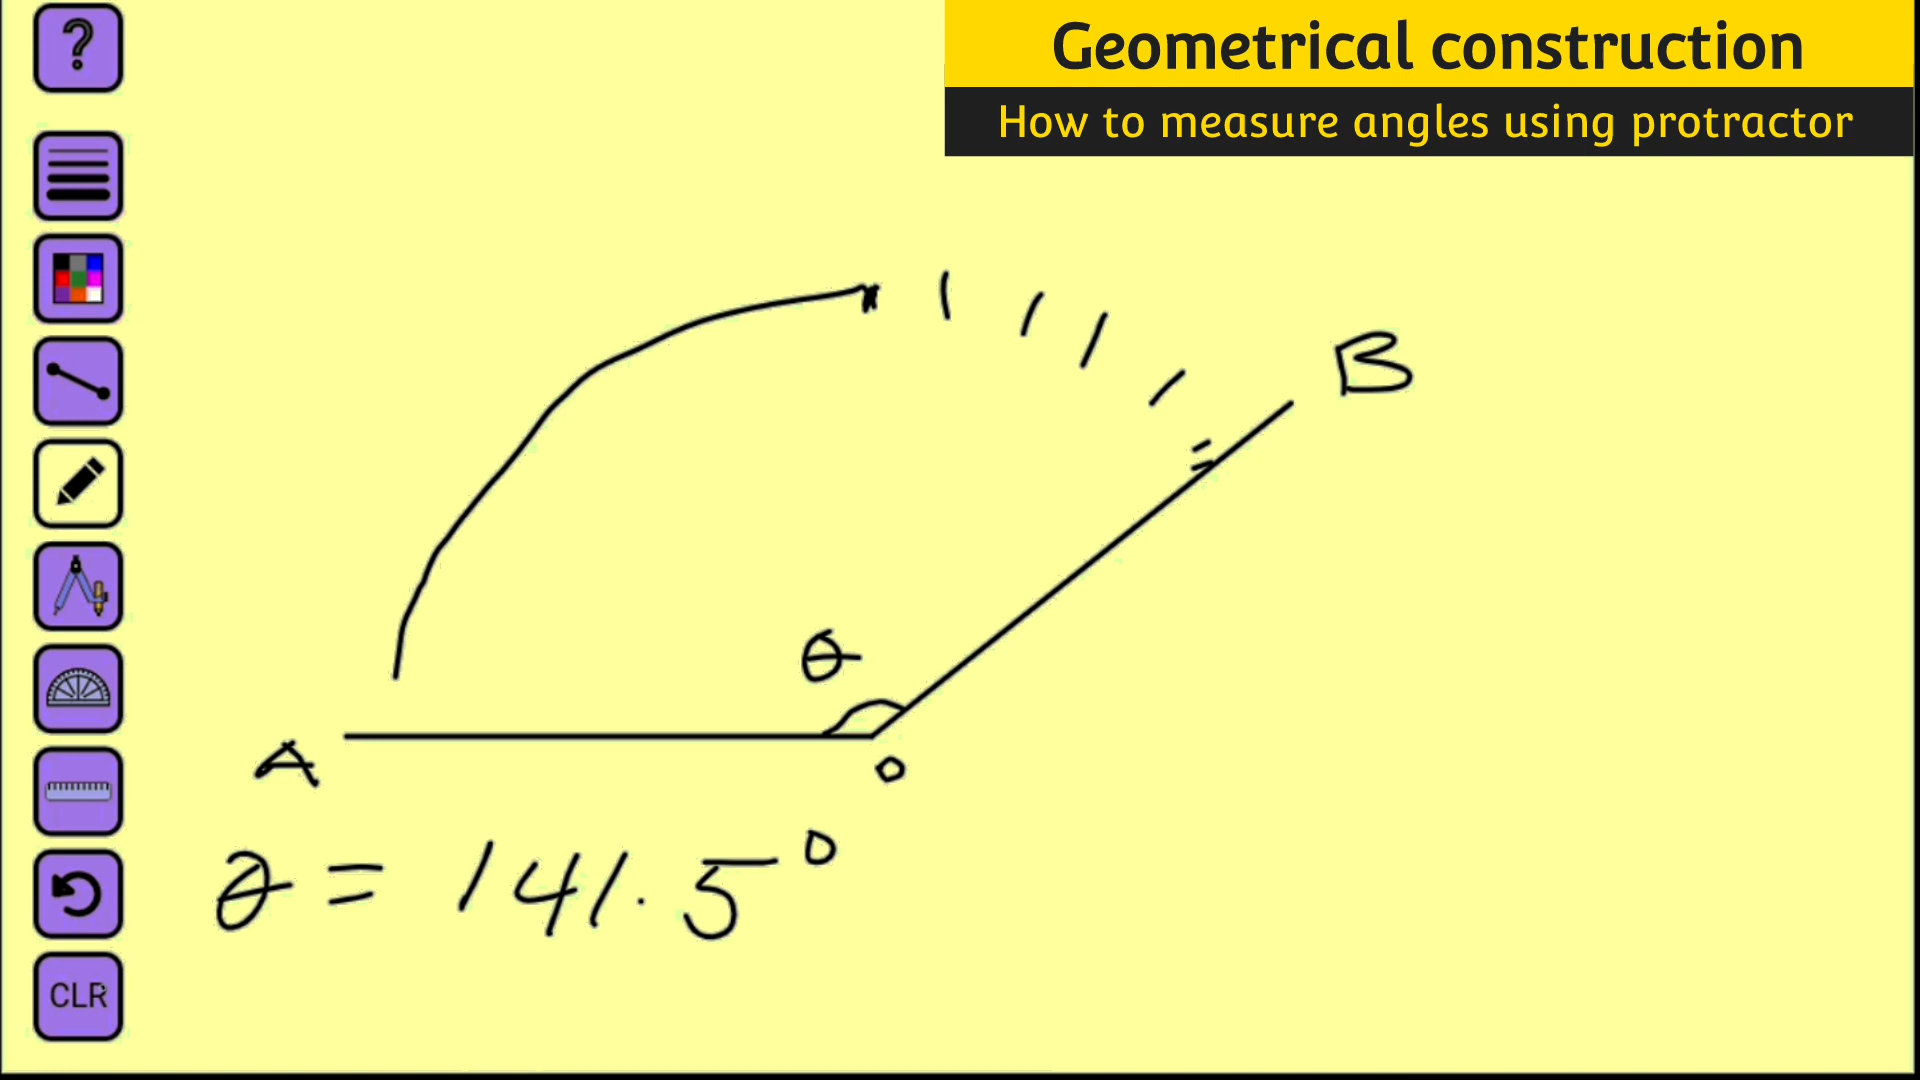 ?
Geometrical construction
How to measure angles using protractor
B
θ
A
O
θ = 141.5°
CLR